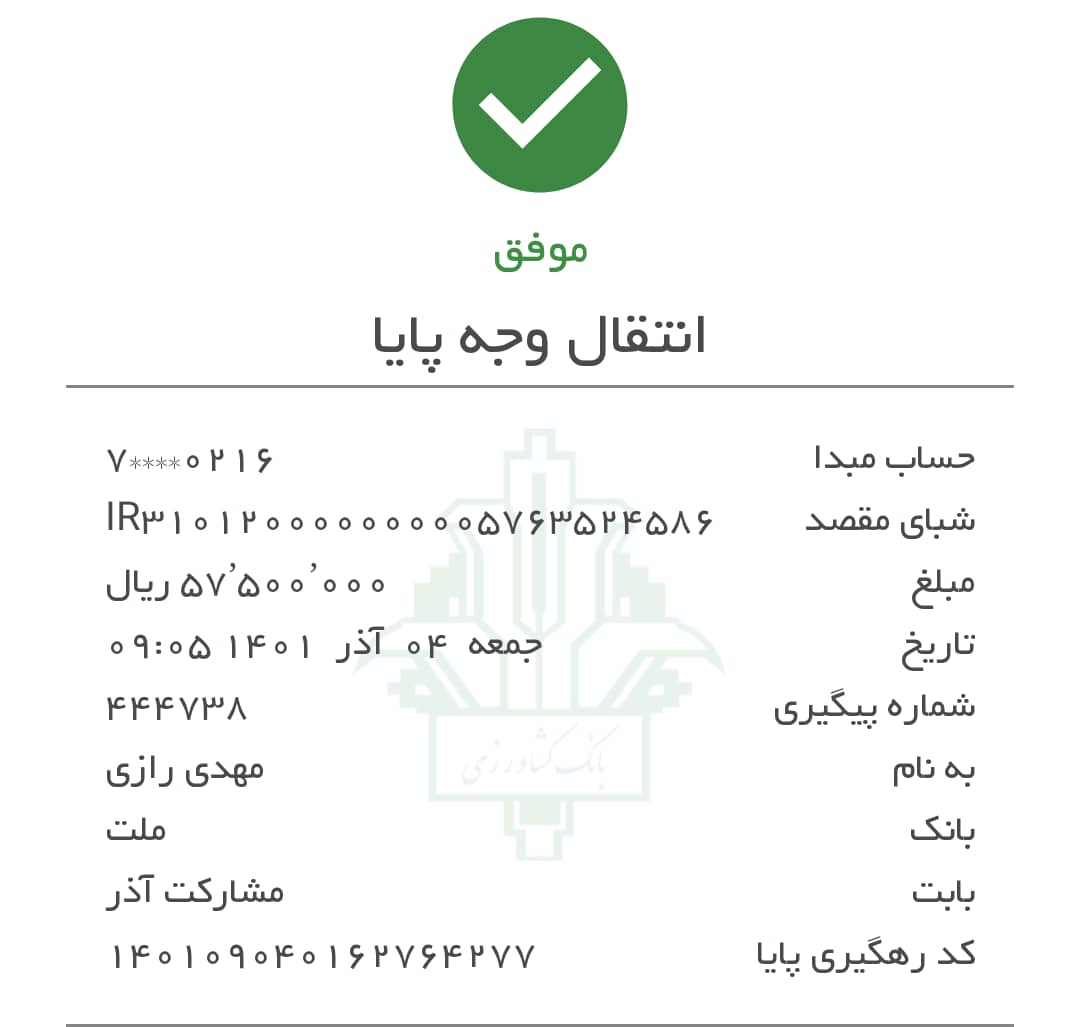 موفق
انتقال وجه پایا
حساب مبدا ۷****۰۲۱۶
شبای مقصد IR۳۱۰۱۲۰۰۰۰۰۰۰۰۰۵۷۶۳۵۲۴۵۸۶
مبلغ ۵۷٬۵۰۰٬۰۰۰ ریال
تاریخ جمعه ۰۴ آذر ۱۴۰۱ ۰۹:۰۵
شماره پیگیری ۴۴۴۷۳۸
به نام مهدی رازی
بانک کشاورزی
بانک ملت
بابت مشارکت آذر
کد رهگیری پایا ۱۴۰۱۰۹۰۴۰۱۶۲۷۶۴۲۷۷